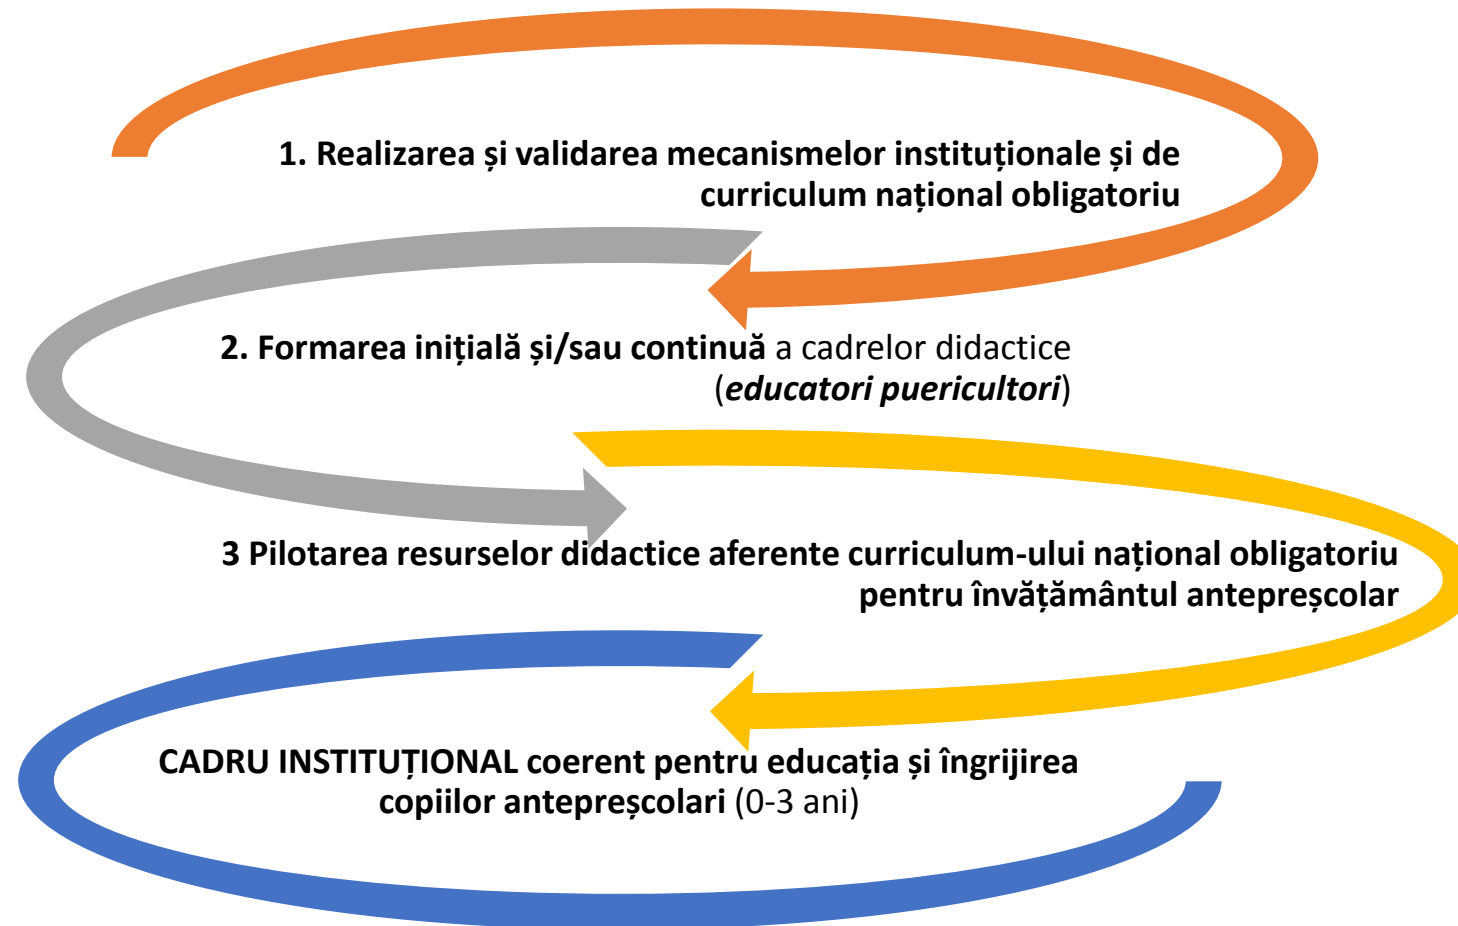 1. Realizarea și validarea mecanismelor instituționale și de
curriculum național obligatoriu
2. Formarea inițială și/sau continuă a cadrelor didactice
(educatori puericultori)
3 Pilotarea resurselor didactice aferente curriculum-ului național obligatoriu
pentru învățământul antepreșcolar
CADRU INSTITUȚIONAL coerent pentru educația și îngrijirea
copiilor antepreșcolari (0-3 ani)